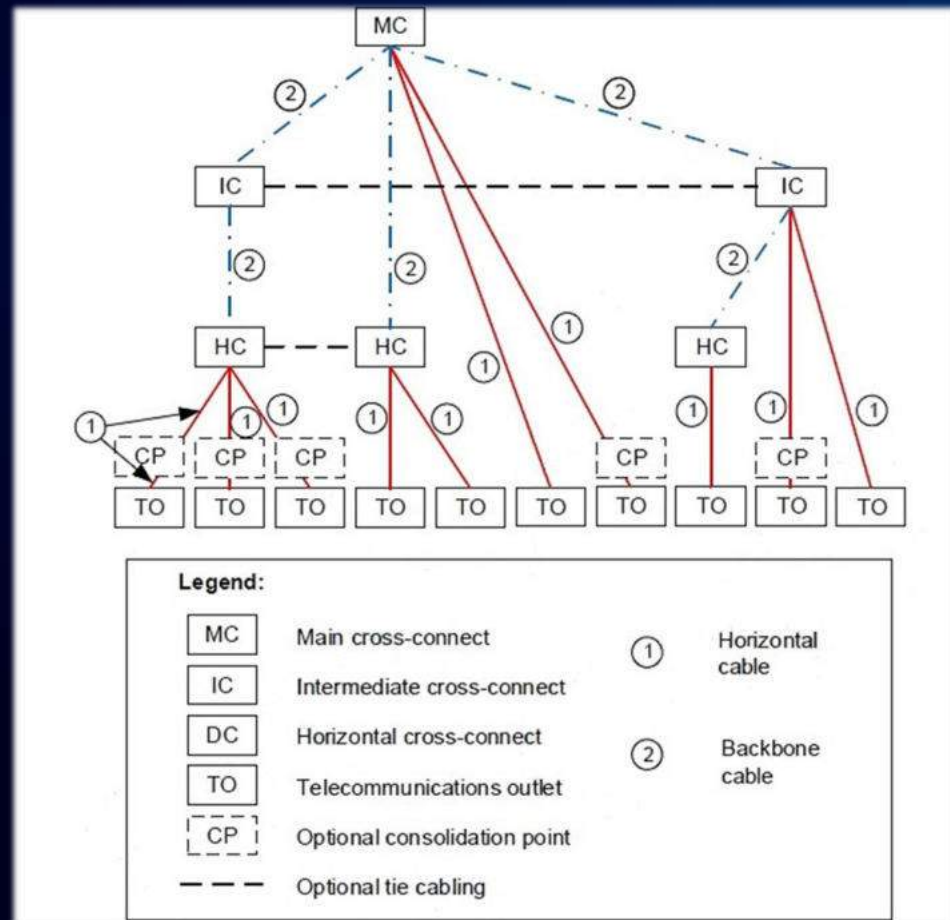 MC
2
2
IC
IC
2
2
2
HC
HC
HC
1
1
1
1
1
1
1
1
1
1
CP
CP
CP
CP
CP
TO
TO
TO
TO
TO
TO
TO
TO
TO
TO
Legend:
MC Main cross-connect
IC Intermediate cross-connect
DC Horizontal cross-connect
TO Telecommunications outlet
CP Optional consolidation point
Optional tie cabling
1 Horizontal
cable
2 Backbone
cable